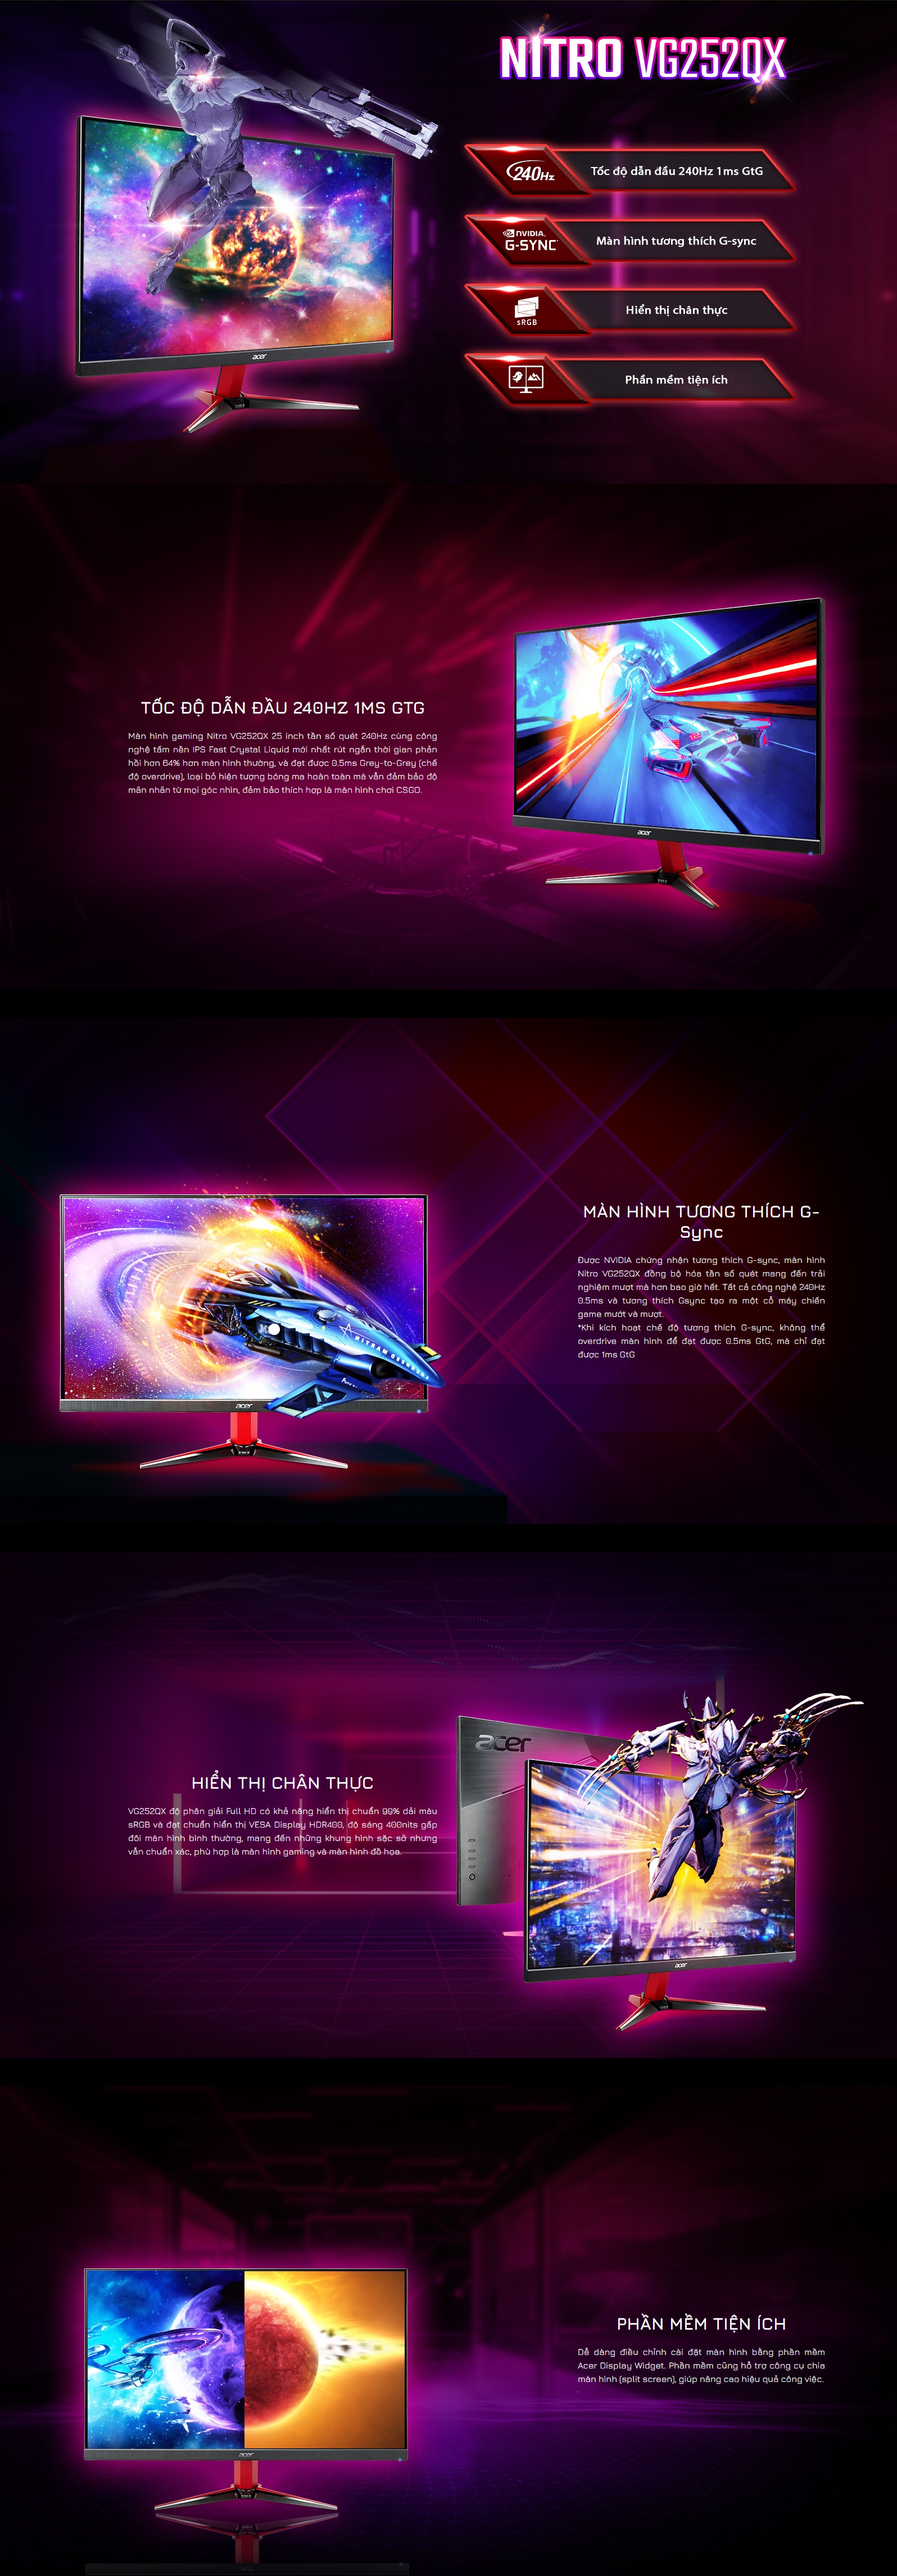 NITRO VG252QX
240Hz
Tốc độ dẫn đầu 240Hz 1ms GtG
NVIDIA.
G-SYNC
Màn hình tương thích G-sync
sRGB
Hiển thị chân thực
Phần mềm tiện ích
acer
TỐC ĐỘ DẪN ĐẦU 240HZ 1MS GTG
Màn hình gaming Nitro VG252QX 25 inch tần số quét 240Hz cùng công
nghệ tấm nền IPS Fast Crystal Liquid mới nhất rút ngắn thời gian phản
hồi hơn 64% hơn màn hình thường, và đạt được 0.5ms Grey-to-Grey (chế
độ overdrive), loại bỏ hiện tượng bóng ma hoàn toàn mà vẫn đảm bảo độ
mãn nhãn từ mọi góc nhìn, đảm bảo thích hợp là màn hình chơi CSGO.
acer
MÀN HÌNH TƯƠNG THÍCH G-
Sync
Được NVIDIA chứng nhận tương thích G-sync, màn hình
Nitro VG252QX đồng bộ hóa tần số quét mang đến trải
nghiệm mượt mà hơn bao giờ hết. Tất cả công nghệ 240Hz
0.5ms và tương thích Gsync tạo ra một cỗ máy chiến
game mướt và mượt.
*Khi kích hoạt chế độ tương thích G-sync, không thể
overdrive màn hình để đạt được 0.5ms GtG, mà chỉ đạt
được 1ms GtG
acer
acer
HIỂN THỊ CHÂN THỰC
VG252QX độ phân giải Full HD có khả năng hiển thị chuẩn 99% dải màu
sRGB và đạt chuẩn hiển thị VESA Display HDR400, độ sáng 400nits gấp
đôi màn hình bình thường, mang đến những khung hình sặc sỡ nhưng
vẫn chuẩn xác, phù hợp là màn hình gaming và màn hình đồ họa.
acer
PHẦN MỀM TIỆN ÍCH
Dễ dàng điều chỉnh cài đặt màn hình bằng phần mềm
Acer Display Widget. Phần mềm cũng hỗ trợ công cụ chia
màn hình (split screen), giúp nâng cao hiệu quả công việc.
acer